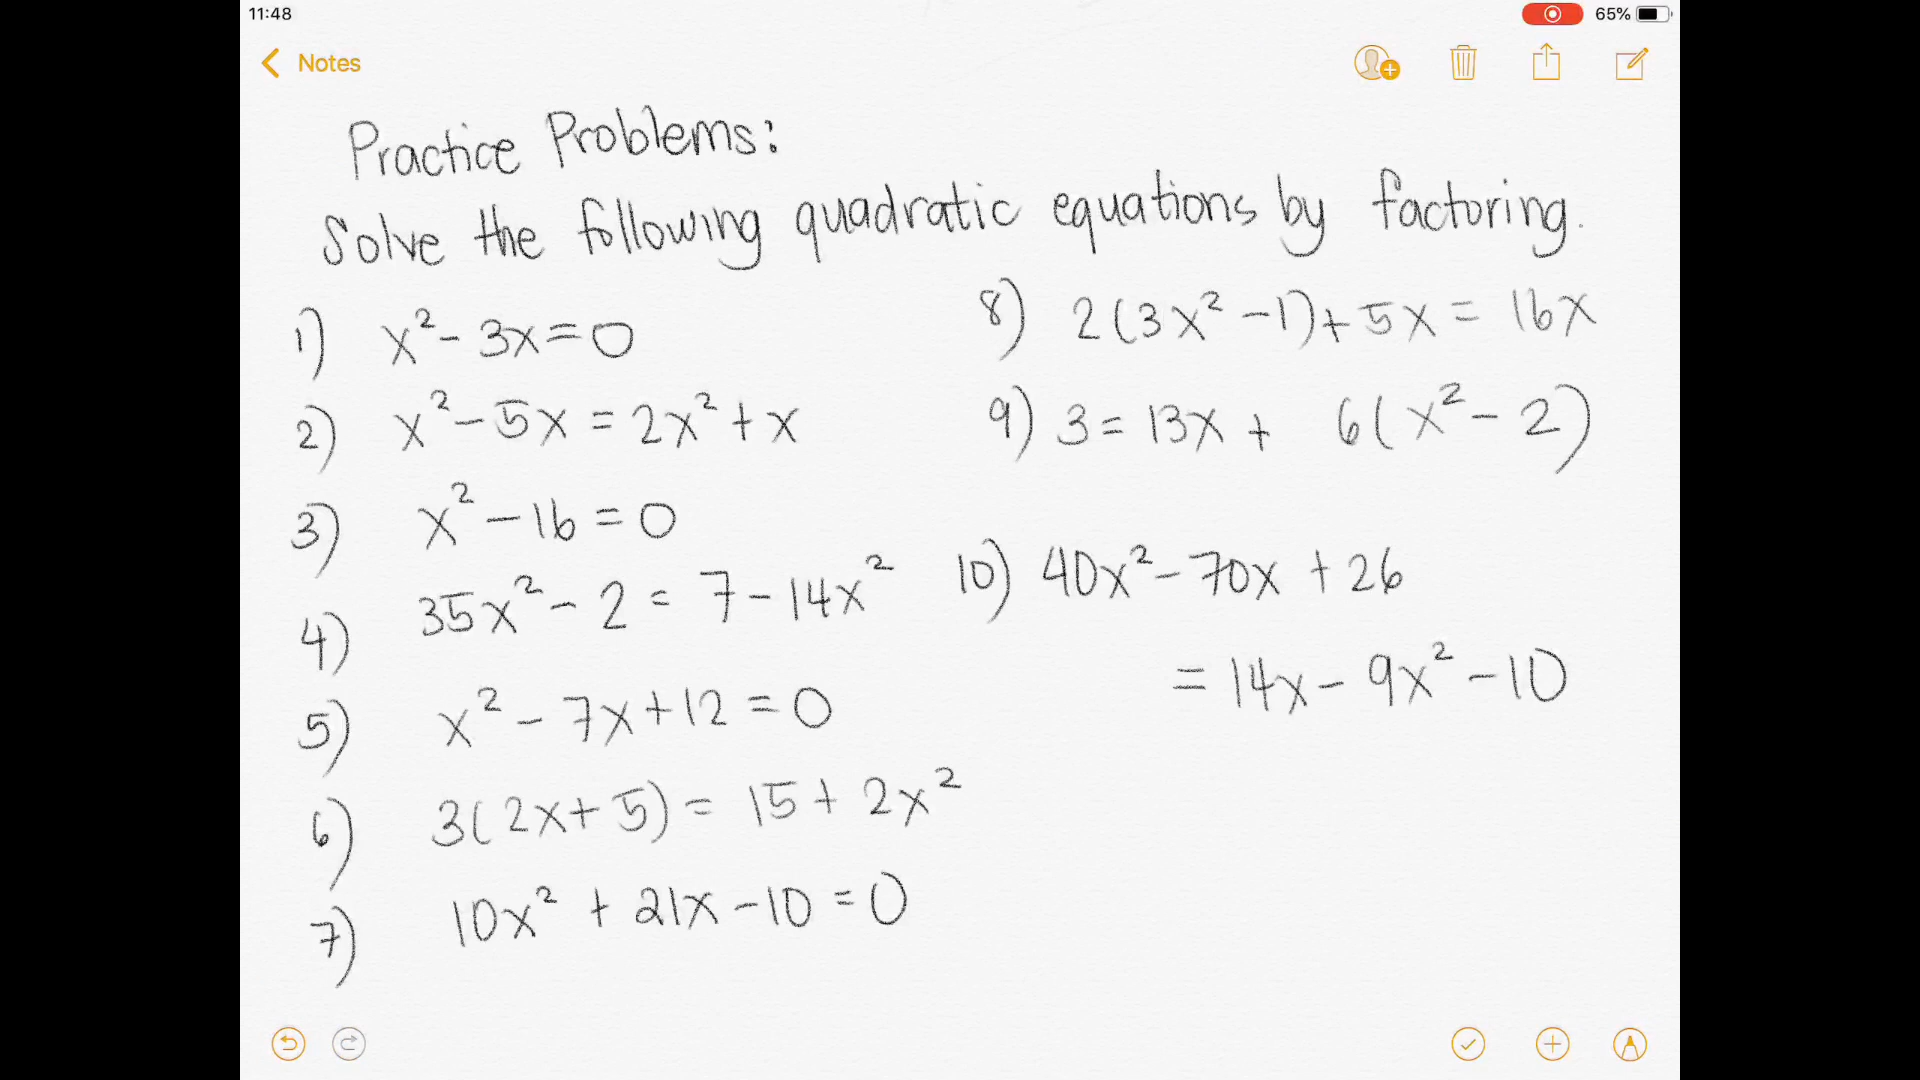 11:48
65%
Notes
Practice Problems:
Solve the following quadratic equations by factoring.
1) x² - 3x = 0
2) x² - 5x = 2x² + x
3) x² - 16 = 0
4) 35x² - 2 = 7 - 14x²
5) x² - 7x + 12 = 0
6) 3(2x + 5) = 15 + 2x²
7) 10x² + 21x - 10 = 0
8) 2(3x² - 1) + 5x = 16x
9) 3 = 13x + 6(x² - 2)
10) 40x² - 70x + 26
= 14x - 9x² - 10